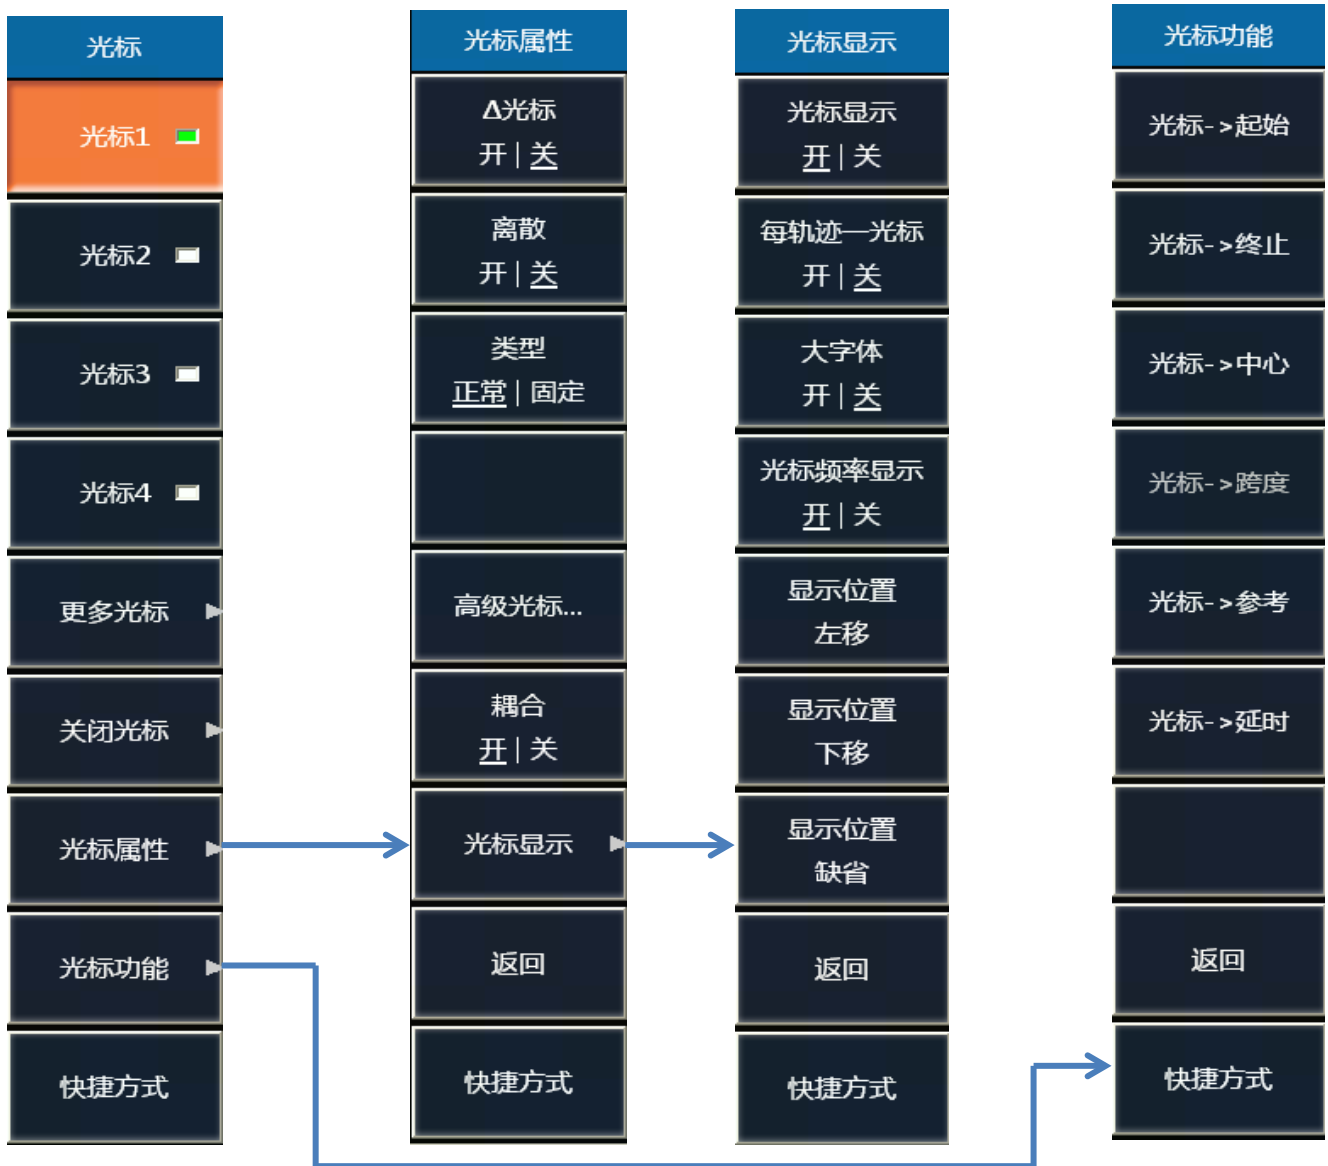 光标
光标1
光标2
光标3
光标4
更多光标
关闭光标
光标属性
光标功能
快捷方式
光标属性
Δ光标
开|关
离散
开|关
类型
正常|固定
高级光标...
耦合
开|关
光标显示
返回
快捷方式
光标显示
光标显示
开|关
每轨迹一光标
开|关
大字体
开|关
光标频率显示
开|关
显示位置
左移
显示位置
下移
显示位置
缺省
返回
快捷方式
光标功能
光标->起始
光标->终止
光标->中心
光标->跨度
光标->参考
光标->延时
返回
快捷方式